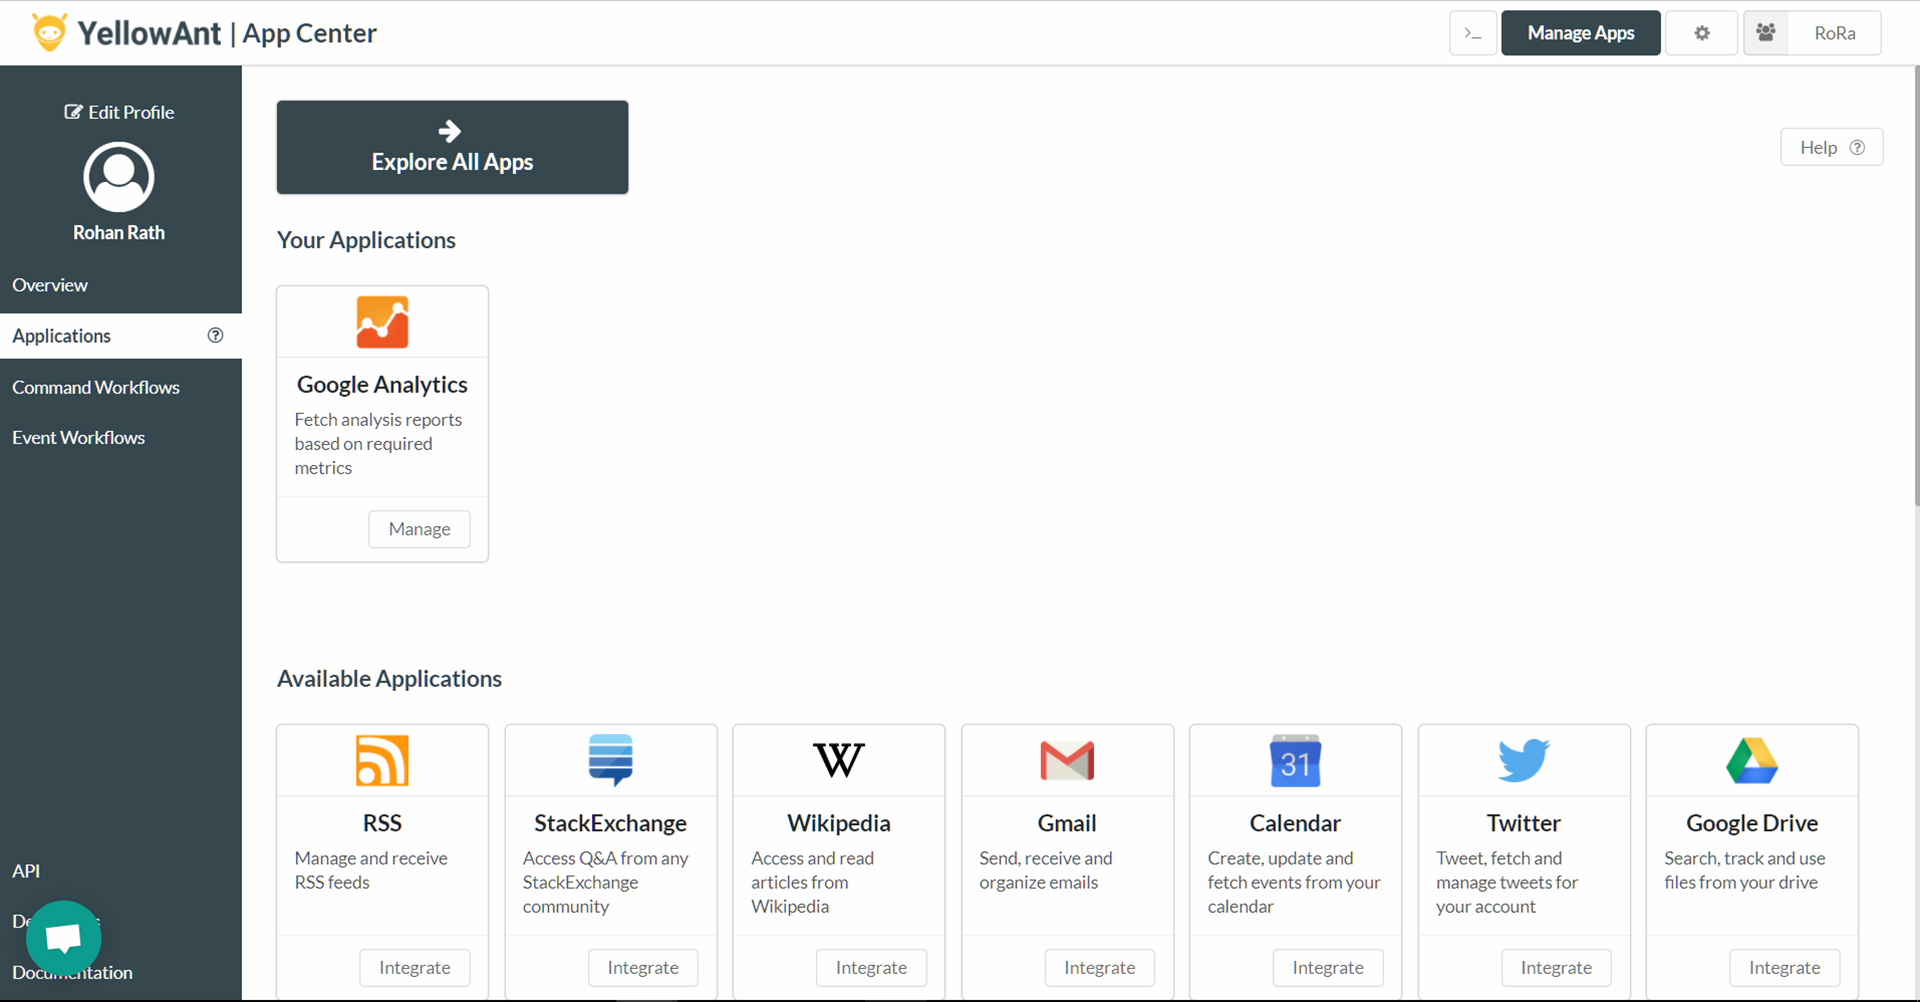 YellowAnt | App Center
>_
Manage Apps
RoRa
Edit Profile
Rohan Rath
Overview
Applications
Command Workflows
Event Workflows
API
Documentation
Explore All Apps
Help
Your Applications
Google Analytics
Fetch analysis reports
based on required
metrics
Manage
Available Applications
RSS
Manage and receive
RSS feeds
Integrate
StackExchange
Access Q&A from any
StackExchange
community
Integrate
W
Wikipedia
Access and read
articles from
Wikipedia
Integrate
Gmail
Send, receive and
organize emails
Integrate
31
Calendar
Create, update and
fetch events from your
calendar
Integrate
Twitter
Tweet, fetch and
manage tweets for
your account
Integrate
Google Drive
Search, track and use
files from your drive
Integrate